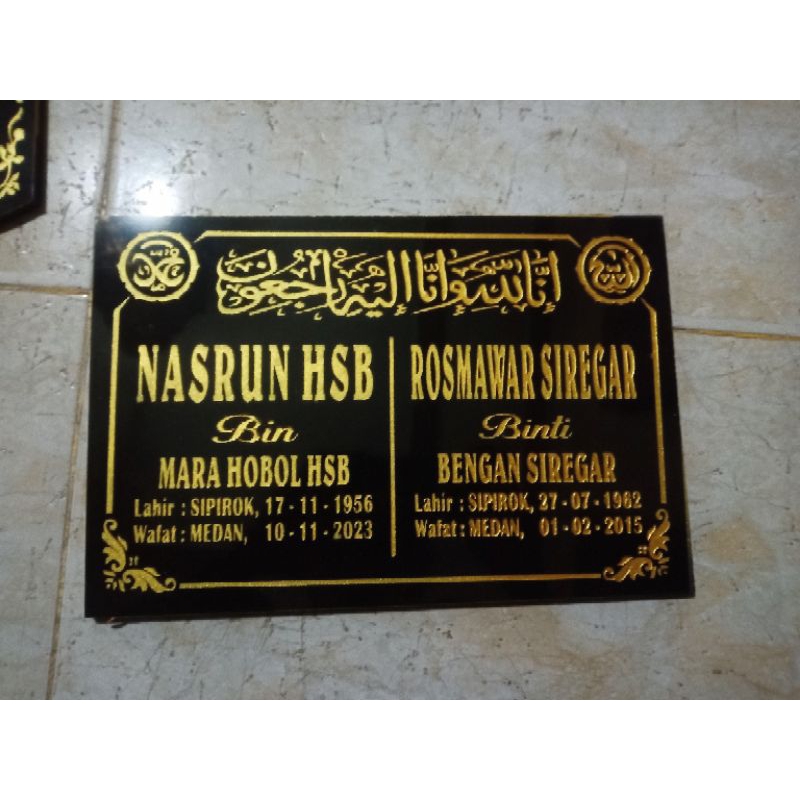 إنا لله وإنا إليه راجعون
NASRUN HSB
Bin
MARA HOBOL HSB
Lahir : SIPIROK, 17 - 11 - 1956
Wafat : MEDAN, 10 - 11 - 2023
ROSMAWAR SIREGAR
Binti
BENGAN SIREGAR
Lahir : SIPIROK, 27 - 07 - 1962
Wafat : MEDAN, 01 - 02 - 2015